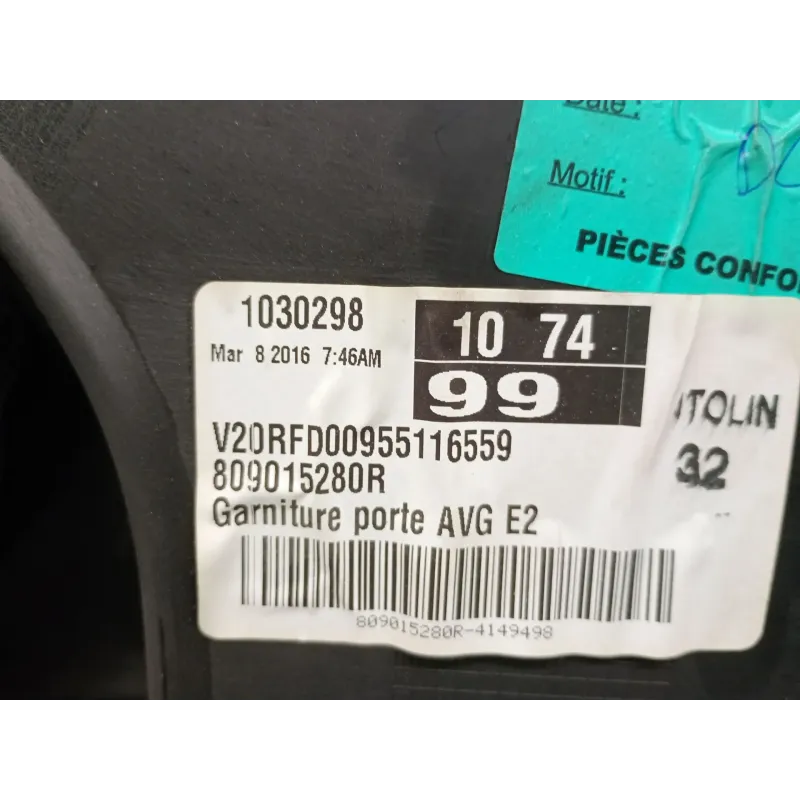 Date :
Motif :
PIÈCES CONFO
1030298
10 74
Mar 8 2016 7:46AM
99
NTOLIN
V20RFD00955116559
32
809015280R
Garniture porte AVG E2
809015280R-4149498